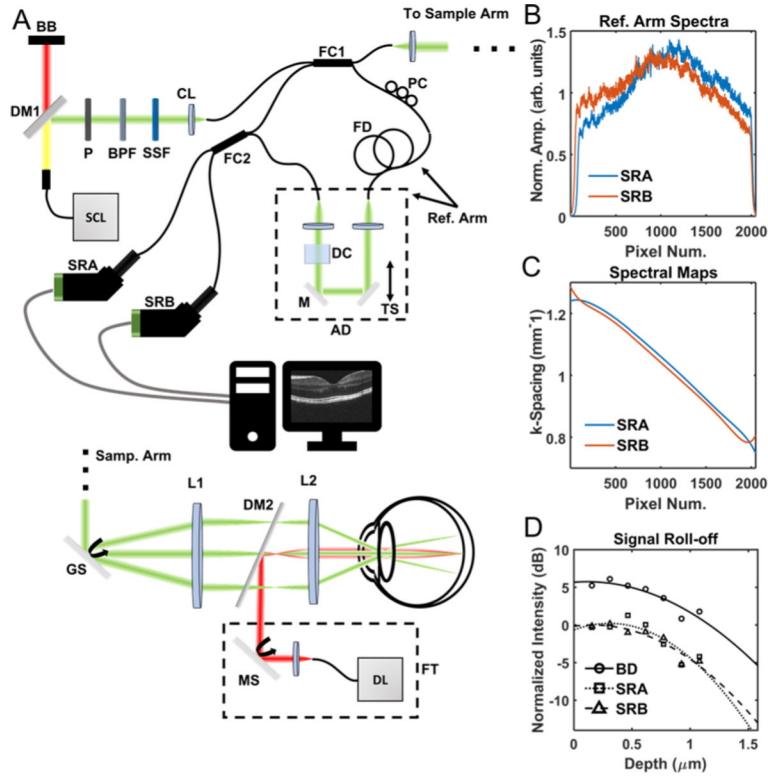 A
BB
To Sample Arm
FC1
DM1
CL
PC
P
BPF
SSF
FC2
FD
SCL
Ref. Arm
SRA
DC
SRB
M
TS
AD
Samp. Arm
L1
L2
DM2
GS
MS
DL
FT
B
Ref. Arm Spectra
Norm. Amp. (arb. units)
1.5
1
0.5
0
SRA
SRB
500
1000
1500
2000
Pixel Num.
C
Spectral Maps
k-Spacing (mm^-1)
1.2
1
0.8
SRA
SRB
500
1000
1500
2000
Pixel Num.
D
Signal Roll-off
Normalized Intensity (dB)
10
5
0
-5
-10
BD
SRA
SRB
0
0.5
1
1.5
Depth (μm)